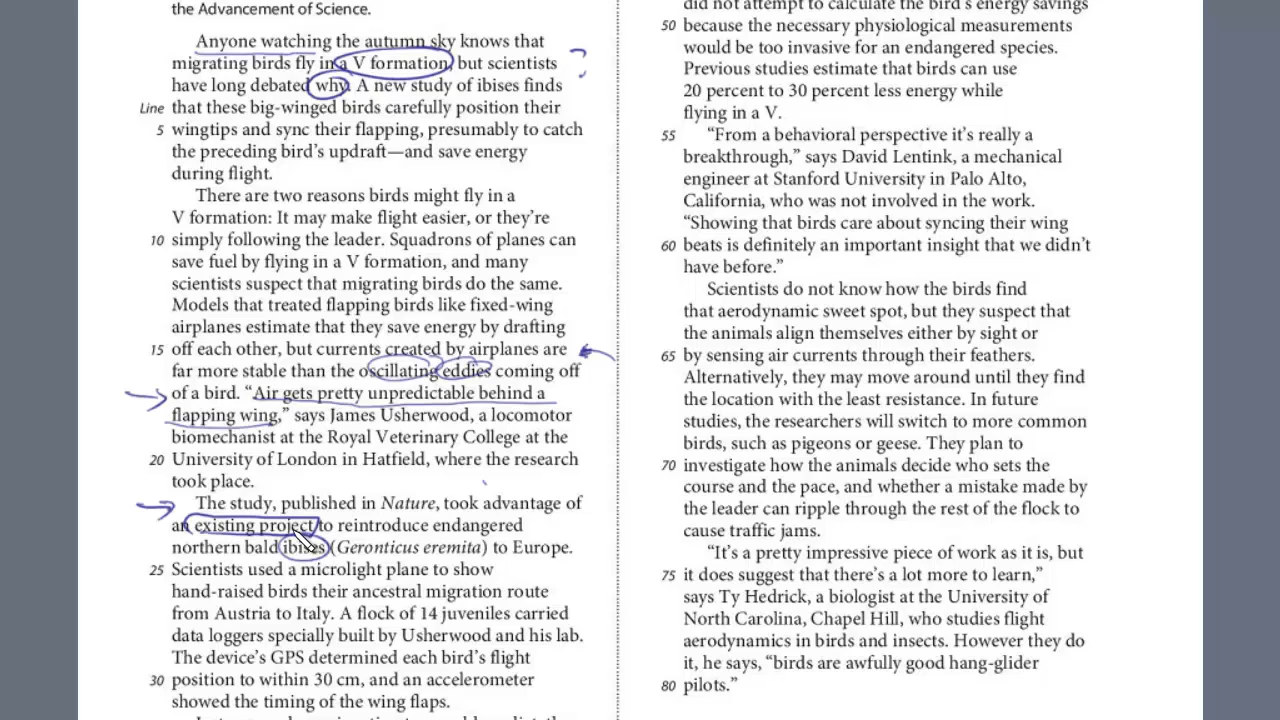 the Advancement of Science.
Anyone watching the autumn sky knows that
migrating birds fly in a V formation, but scientists ?
have long debated why. A new study of ibises finds
Line that these big-winged birds carefully position their
5 wingtips and sync their flapping, presumably to catch
the preceding bird's updraft—and save energy
during flight.
There are two reasons birds might fly in a
V formation: It may make flight easier, or they're
10 simply following the leader. Squadrons of planes can
save fuel by flying in a V formation, and many
scientists suspect that migrating birds do the same.
Models that treated flapping birds like fixed-wing
airplanes estimate that they save energy by drafting
15 off each other, but currents created by airplanes are
far more stable than the oscillating eddies coming off
of a bird. “Air gets pretty unpredictable behind a
flapping wing,” says James Usherwood, a locomotor
biomechanist at the Royal Veterinary College at the
20 University of London in Hatfield, where the research
took place.
The study, published in Nature, took advantage of
an existing project to reintroduce endangered
northern bald ibises (Geronticus eremita) to Europe.
25 Scientists used a microlight plane to show
hand-raised birds their ancestral migration route
from Austria to Italy. A flock of 14 juveniles carried
data loggers specially built by Usherwood and his lab.
The device's GPS determined each bird's flight
30 position to within 30 cm, and an accelerometer
showed the timing of the wing flaps.
did not attempt to calculate the bird's energy savings
50 because the necessary physiological measurements
would be too invasive for an endangered species.
Previous studies estimate that birds can use
20 percent to 30 percent less energy while
flying in a V.
55 “From a behavioral perspective it's really a
breakthrough,” says David Lentink, a mechanical
engineer at Stanford University in Palo Alto,
California, who was not involved in the work.
“Showing that birds care about syncing their wing
60 beats is definitely an important insight that we didn't
have before.”
Scientists do not know how the birds find
that aerodynamic sweet spot, but they suspect that
the animals align themselves either by sight or
65 by sensing air currents through their feathers.
Alternatively, they may move around until they find
the location with the least resistance. In future
studies, the researchers will switch to more common
birds, such as pigeons or geese. They plan to
70 investigate how the animals decide who sets the
course and the pace, and whether a mistake made by
the leader can ripple through the rest of the flock to
cause traffic jams.
“It's a pretty impressive piece of work as it is, but
75 it does suggest that there's a lot more to learn,”
says Ty Hedrick, a biologist at the University of
North Carolina, Chapel Hill, who studies flight
aerodynamics in birds and insects. However they do
it, he says, “birds are awfully good hang-glider
80 pilots.”